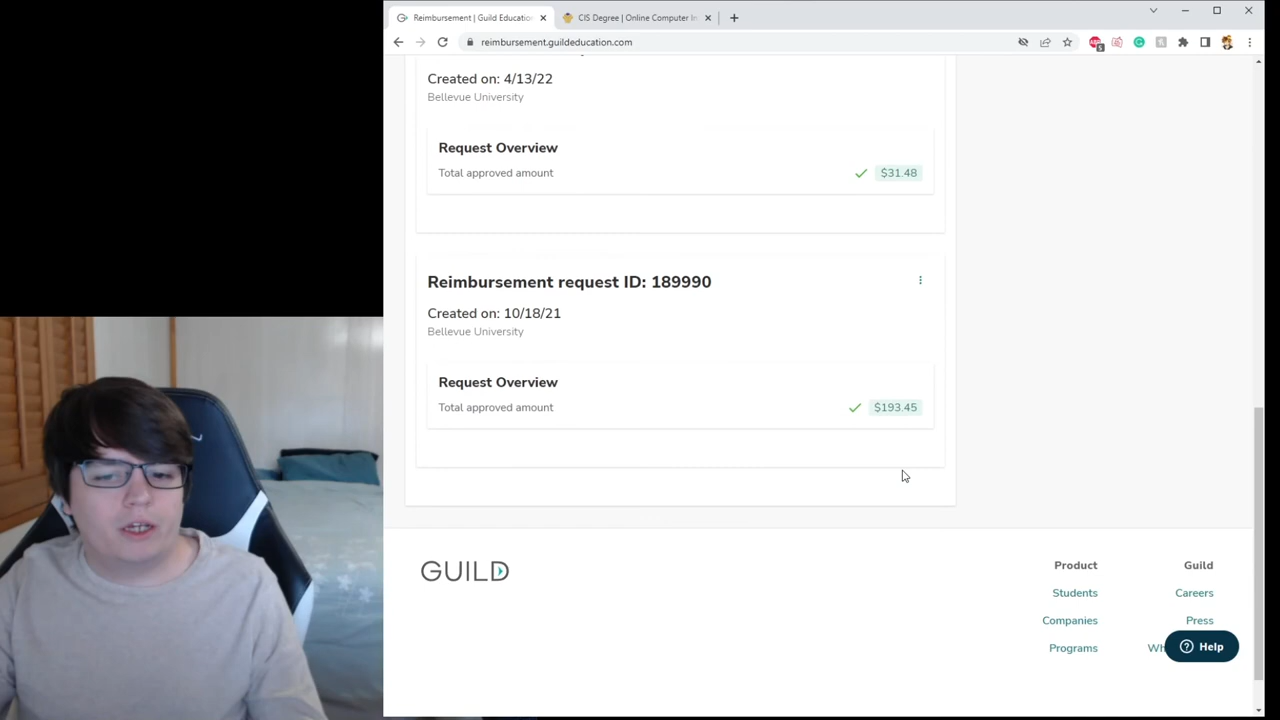 Reimbursement | Guild Education
CIS Degree | Online Computer In
reimbursement.guildeducation.com
5
Created on: 4/13/22
Bellevue University
Request Overview
Total approved amount
$31.48
Reimbursement request ID: 189990
Created on: 10/18/21
Bellevue University
Request Overview
Total approved amount
$193.45
GUILD
Product
Guild
Students
Careers
Companies
Press
Programs
Wh
Help